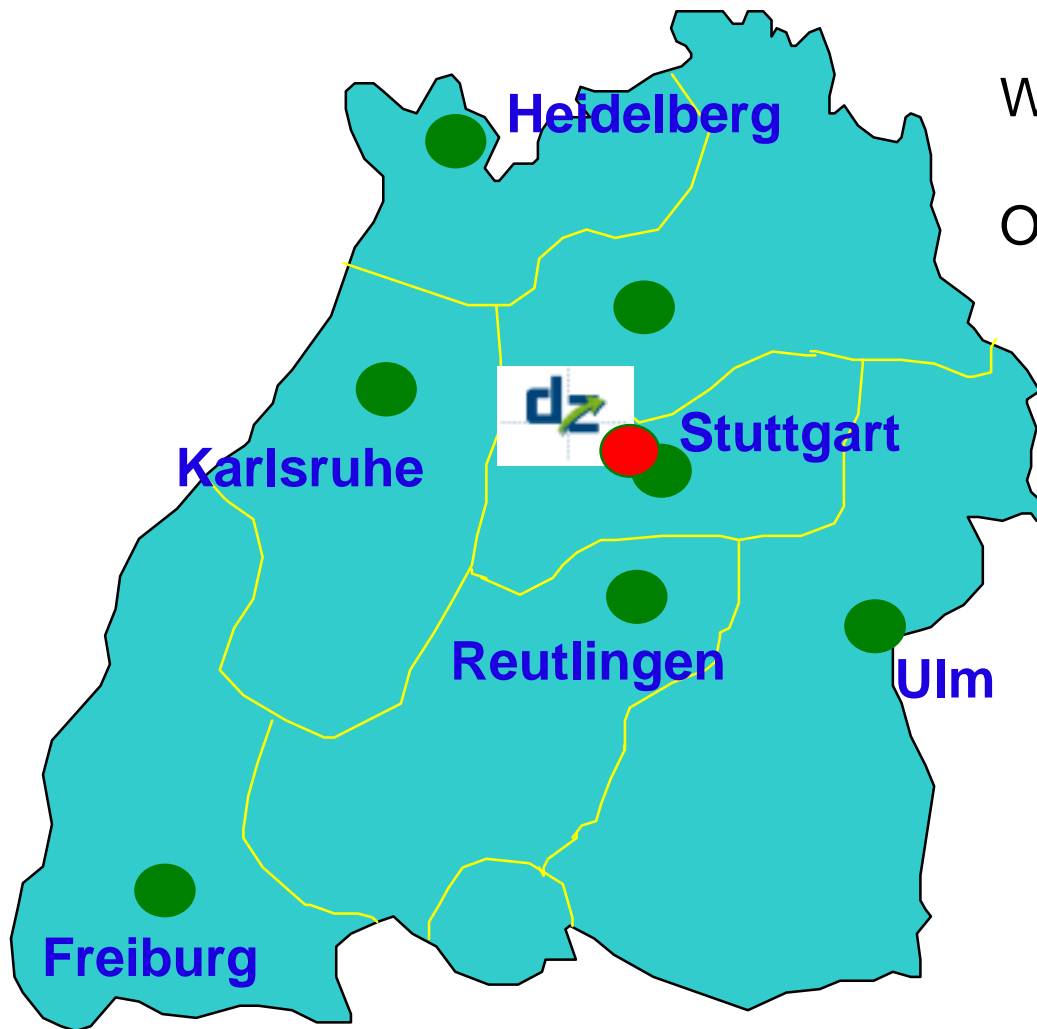 W
Heidelberg
O
dz
Stuttgart
Karlsruhe
Reutlingen
Ulm
Freiburg